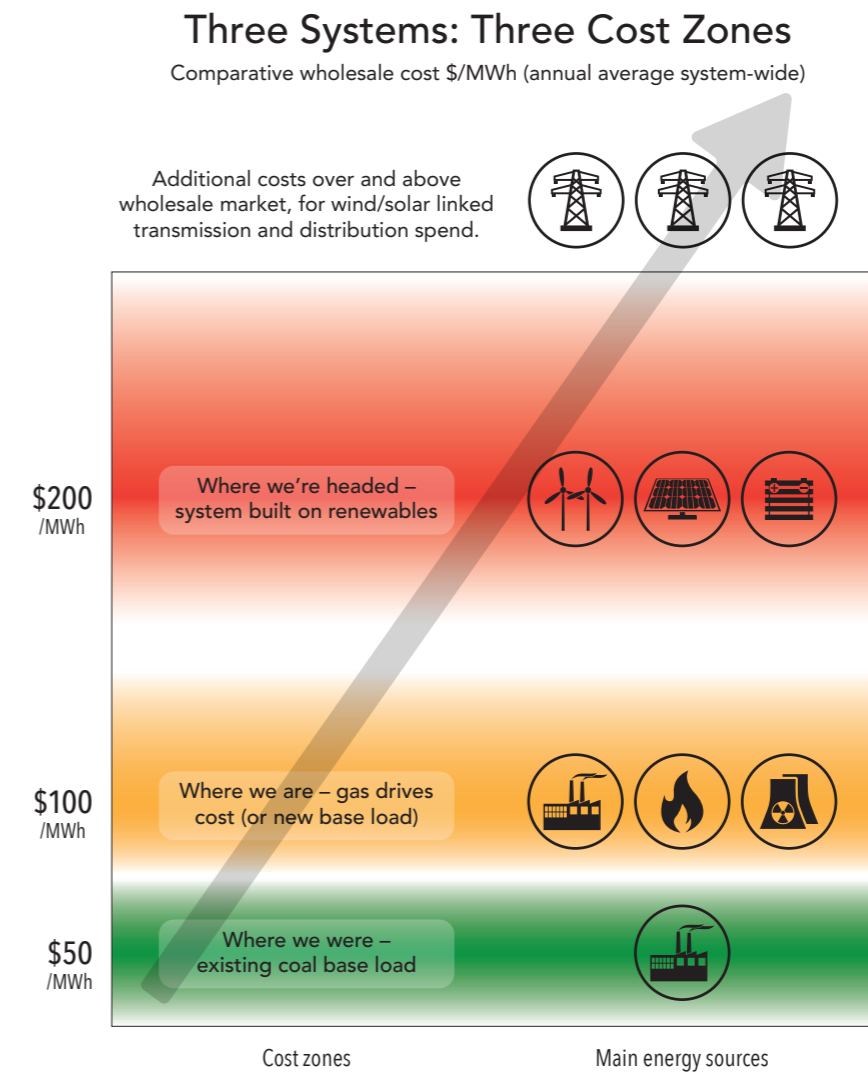 Three Systems: Three Cost Zones
Comparative wholesale cost $/MWh (annual average system-wide)
Additional costs over and above
wholesale market, for wind/solar linked
transmission and distribution spend.
$200
/MWh
Where we’re headed –
system built on renewables
$100
/MWh
Where we are – gas drives
cost (or new base load)
$50
/MWh
Where we were –
existing coal base load
Cost zones
Main energy sources